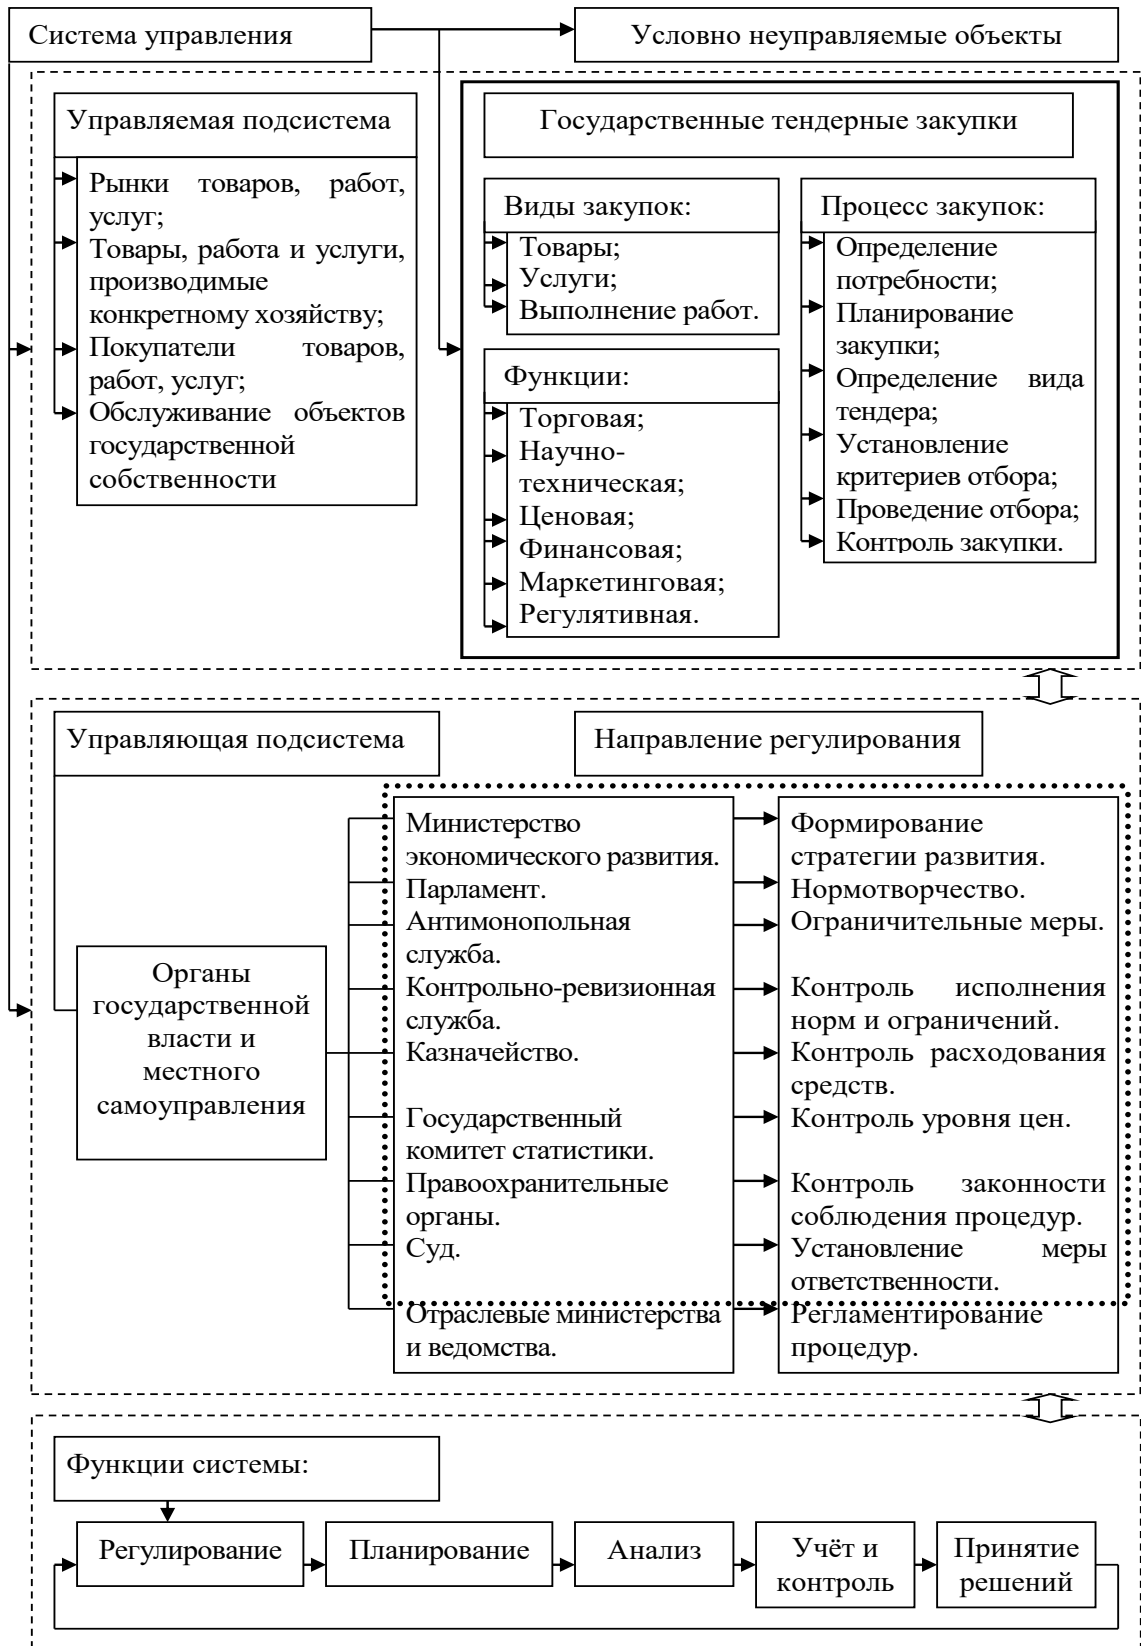 Система управления
Условно неуправляемые объекты
Управляемая подсистема
Рынки товаров, работ,
услуг;
Товары, работа и услуги,
производимые
конкретному хозяйству;
Покупатели товаров,
работ, услуг;
Обслуживание объектов
государственной
собственности
Государственные тендерные закупки
Виды закупок:
Товары;
Услуги;
Выполнение работ.
Функции:
Торговая;
Научно-
техническая;
Ценовая;
Финансовая;
Маркетинговая;
Регулятивная.
Процесс закупок:
Определение
потребности;
Планирование
закупки;
Определение вида
тендера;
Установление
критериев отбора;
Проведение отбора;
Контроль закупки.
Управляющая подсистема
Направление регулирования
Органы
государственной
власти и
местного
самоуправления
Министерство
экономического развития.
Парламент.
Антимонопольная
служба.
Контрольно-ревизионная
служба.
Казначейство.
Государственный
комитет статистики.
Правоохранительные
органы.
Суд.
Отраслевые министерства
и ведомства.
Формирование
стратегии развития.
Нормотворчество.
Ограничительные меры.
Контроль исполнения
норм и ограничений.
Контроль расходования
средств.
Контроль уровня цен.
Контроль законности
соблюдения процедур.
Установление меры
ответственности.
Регламентирование
процедур.
Функции системы:
Регулирование
Планирование
Анализ
Учёт и
контроль
Принятие
решений